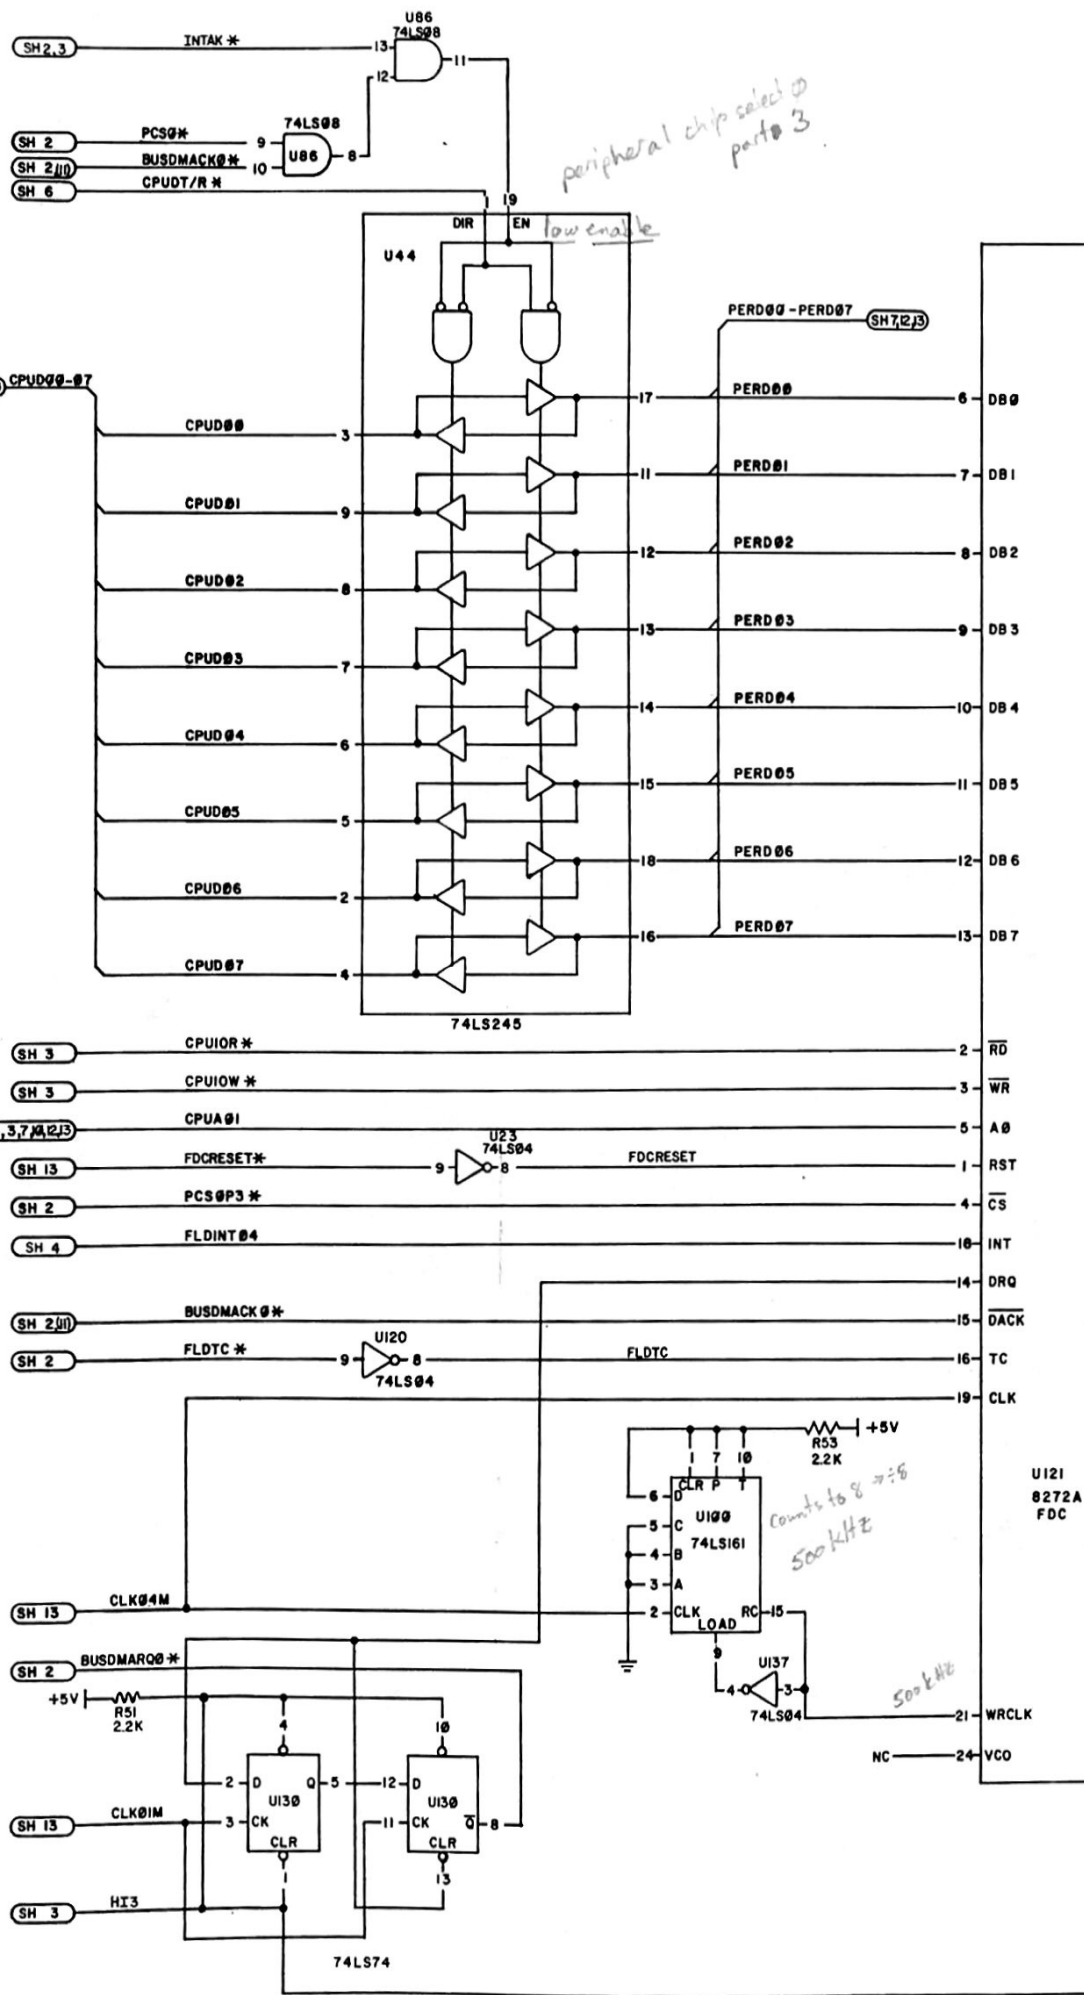 U86
74LS08
SH 2,3 INTAK* 13 11
12
74LS08
SH 2 PCS0* 9 U86 8
SH 2,(11) BUSDMACK0* 10
SH 6 CPUDT/R*
peripheral chip select 0
port 3
1 19
DIR EN
low enable
U44
PERD00-PERD07 SH7,12,13
CPUD00-07
17 PERD00 6 DB0
CPUD00 3
11 PERD01 7 DB1
CPUD01 9
12 PERD02 8 DB2
CPUD02 8
13 PERD03 9 DB3
CPUD03 7
14 PERD04 10 DB4
CPUD04 6
15 PERD05 11 DB5
CPUD05 5
18 PERD06 12 DB6
CPUD06 2
16 PERD07 13 DB7
CPUD07 4
74LS245
SH 3 CPUIOR* 2 RD
SH 3 CPUIOW* 3 WR
,3,7,10,12,13 CPUA01 5 A0
U23
74LS04
SH 13 FDCRESET* 9 8 FDCRESET 1 RST
SH 2 PCS0P3* 4 CS
SH 4 FLDINT04 18 INT
14 DRQ
SH 2,(11) BUSDMACK0* 15 DACK
U120
SH 2 FLDTC* 9 8 FLDTC 16 TC
74LS04
19 CLK
+5V
R53
2.2K
1 7 10
CLR P T
6 D
U100
5 C
74LS161
4 B
3 A
counts to 8 → ÷8
500 kHz
U121
8272A
FDC
SH 13 CLK04M 2 CLK RC 15
LOAD
9
U137
4 3
74LS04
500 kHz
21 WRCLK
NC 24 VCO
SH 2 BUSDMARQ0*
+5V
R51
2.2K
4 10
2 D Q 5 12 D
U130 U130
SH 13 CLK01M 3 CK 11 CK Q 8
CLR CLR
1 13
SH 3 HI3
74LS74